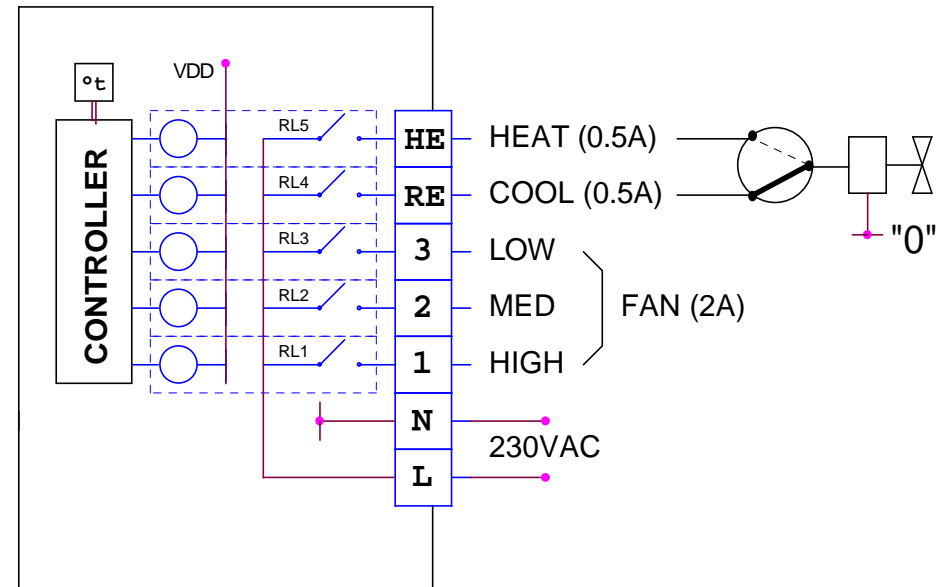 VDD
°t
CONTROLLER
RL5
HE
HEAT (0.5A)
RL4
RE
COOL (0.5A)
"0"
RL3
3
LOW
RL2
2
MED
FAN (2A)
RL1
1
HIGH
N
230VAC
L